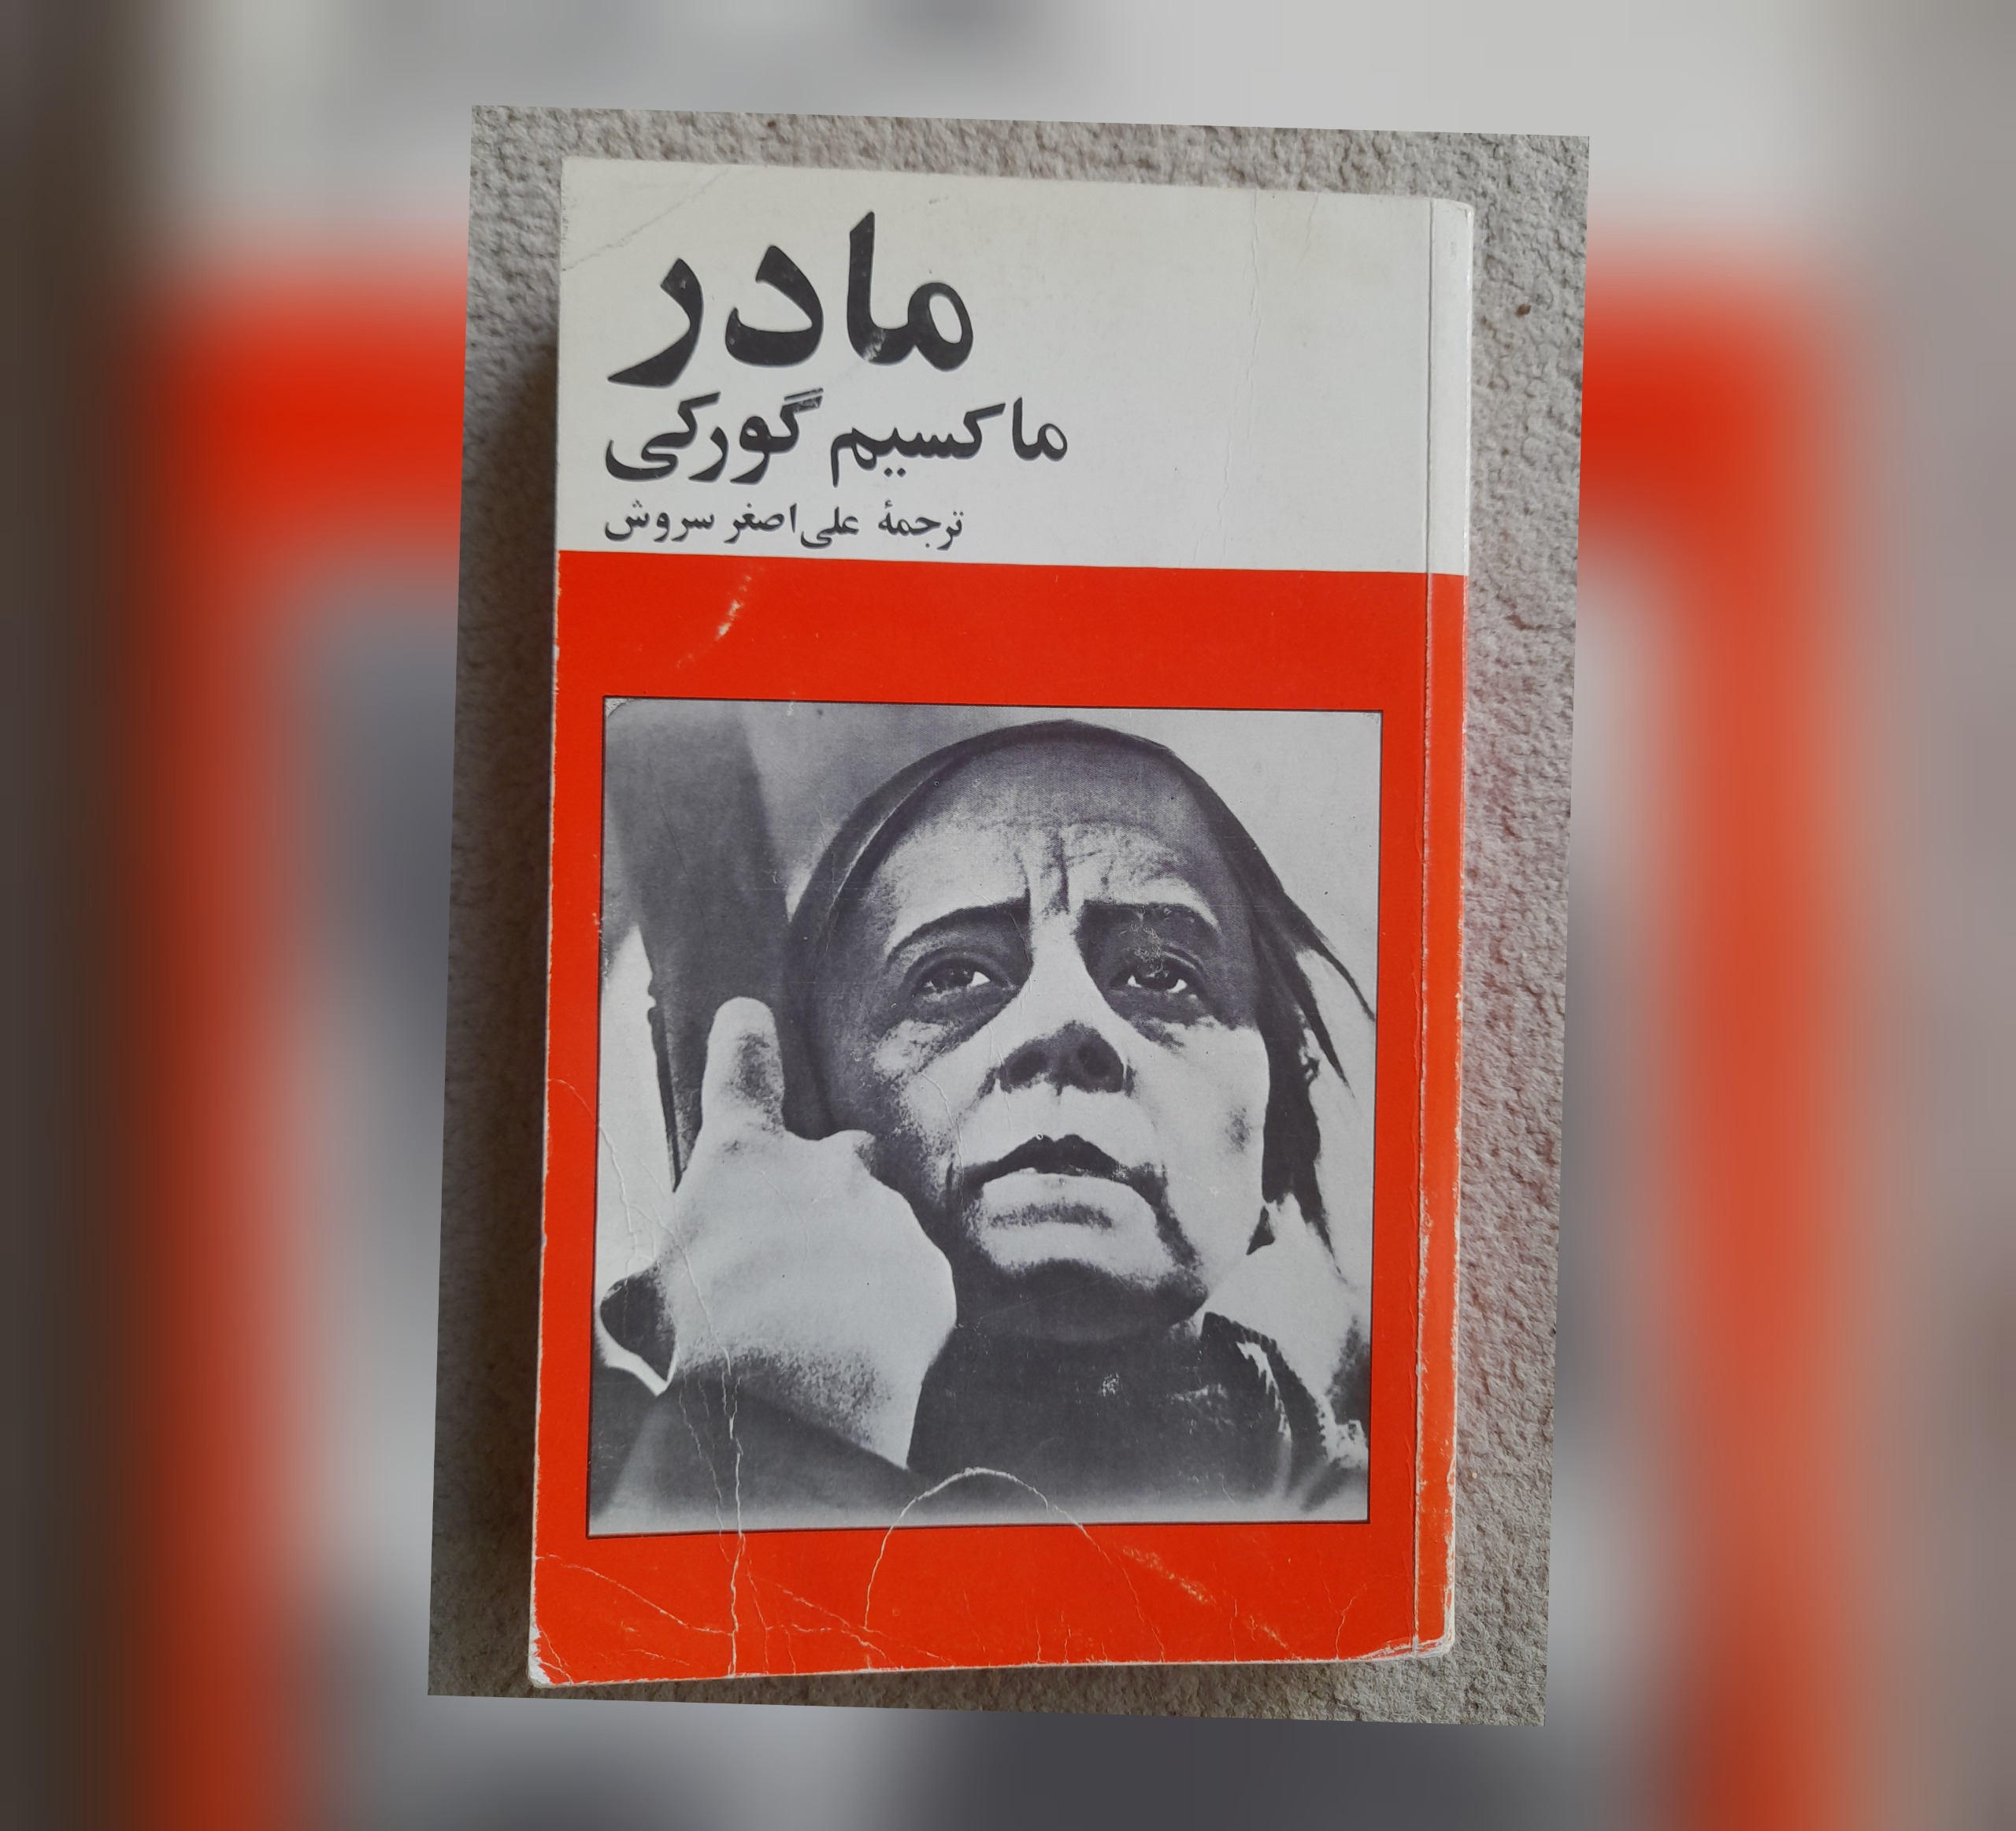 مادر
ماکسیم گورکی
ترجمهٔ علی‌اصغر سروش